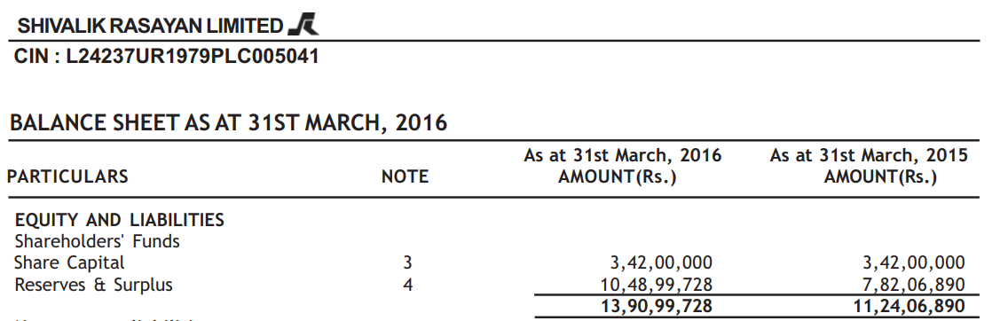 SHIVALIK RASAYAN LIMITED
CIN : L24237UR1979PLC005041
BALANCE SHEET AS AT 31ST MARCH, 2016
As at 31st March, 2016 As at 31st March, 2015
PARTICULARS NOTE AMOUNT(Rs.) AMOUNT(Rs.)
EQUITY AND LIABILITIES
Shareholders' Funds
Share Capital 3 3,42,00,000 3,42,00,000
Reserves & Surplus 4 10,48,99,728 7,82,06,890
13,90,99,728 11,24,06,890